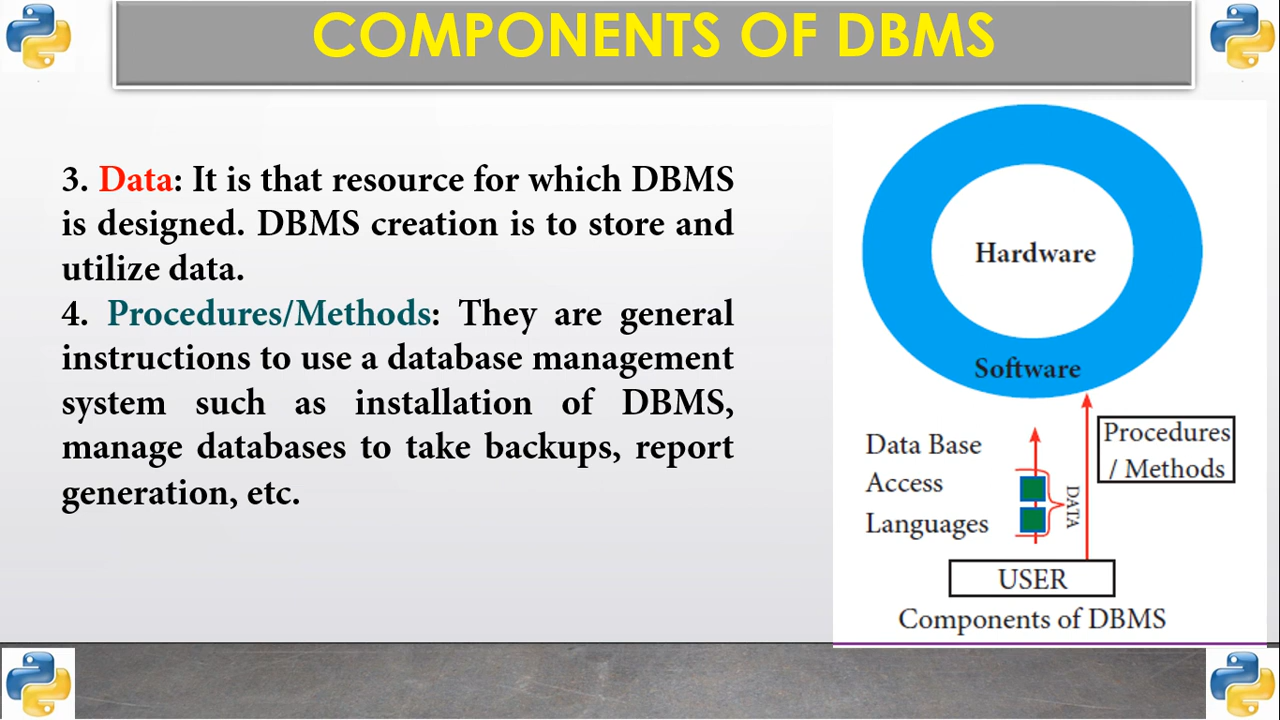 COMPONENTS OF DBMS
3. Data: It is that resource for which DBMS
is designed. DBMS creation is to store and
utilize data.
4. Procedures/Methods: They are general
instructions to use a database management
system such as installation of DBMS,
manage databases to take backups, report
generation, etc.
Hardware
Software
Procedures
/ Methods
Data Base
Access
Languages
DATA
USER
Components of DBMS